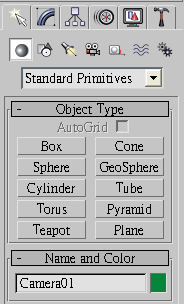 Standard Primitives
- Object Type
AutoGrid
Box Cone
Sphere GeoSphere
Cylinder Tube
Torus Pyramid
Teapot Plane
- Name and Color
Camera01